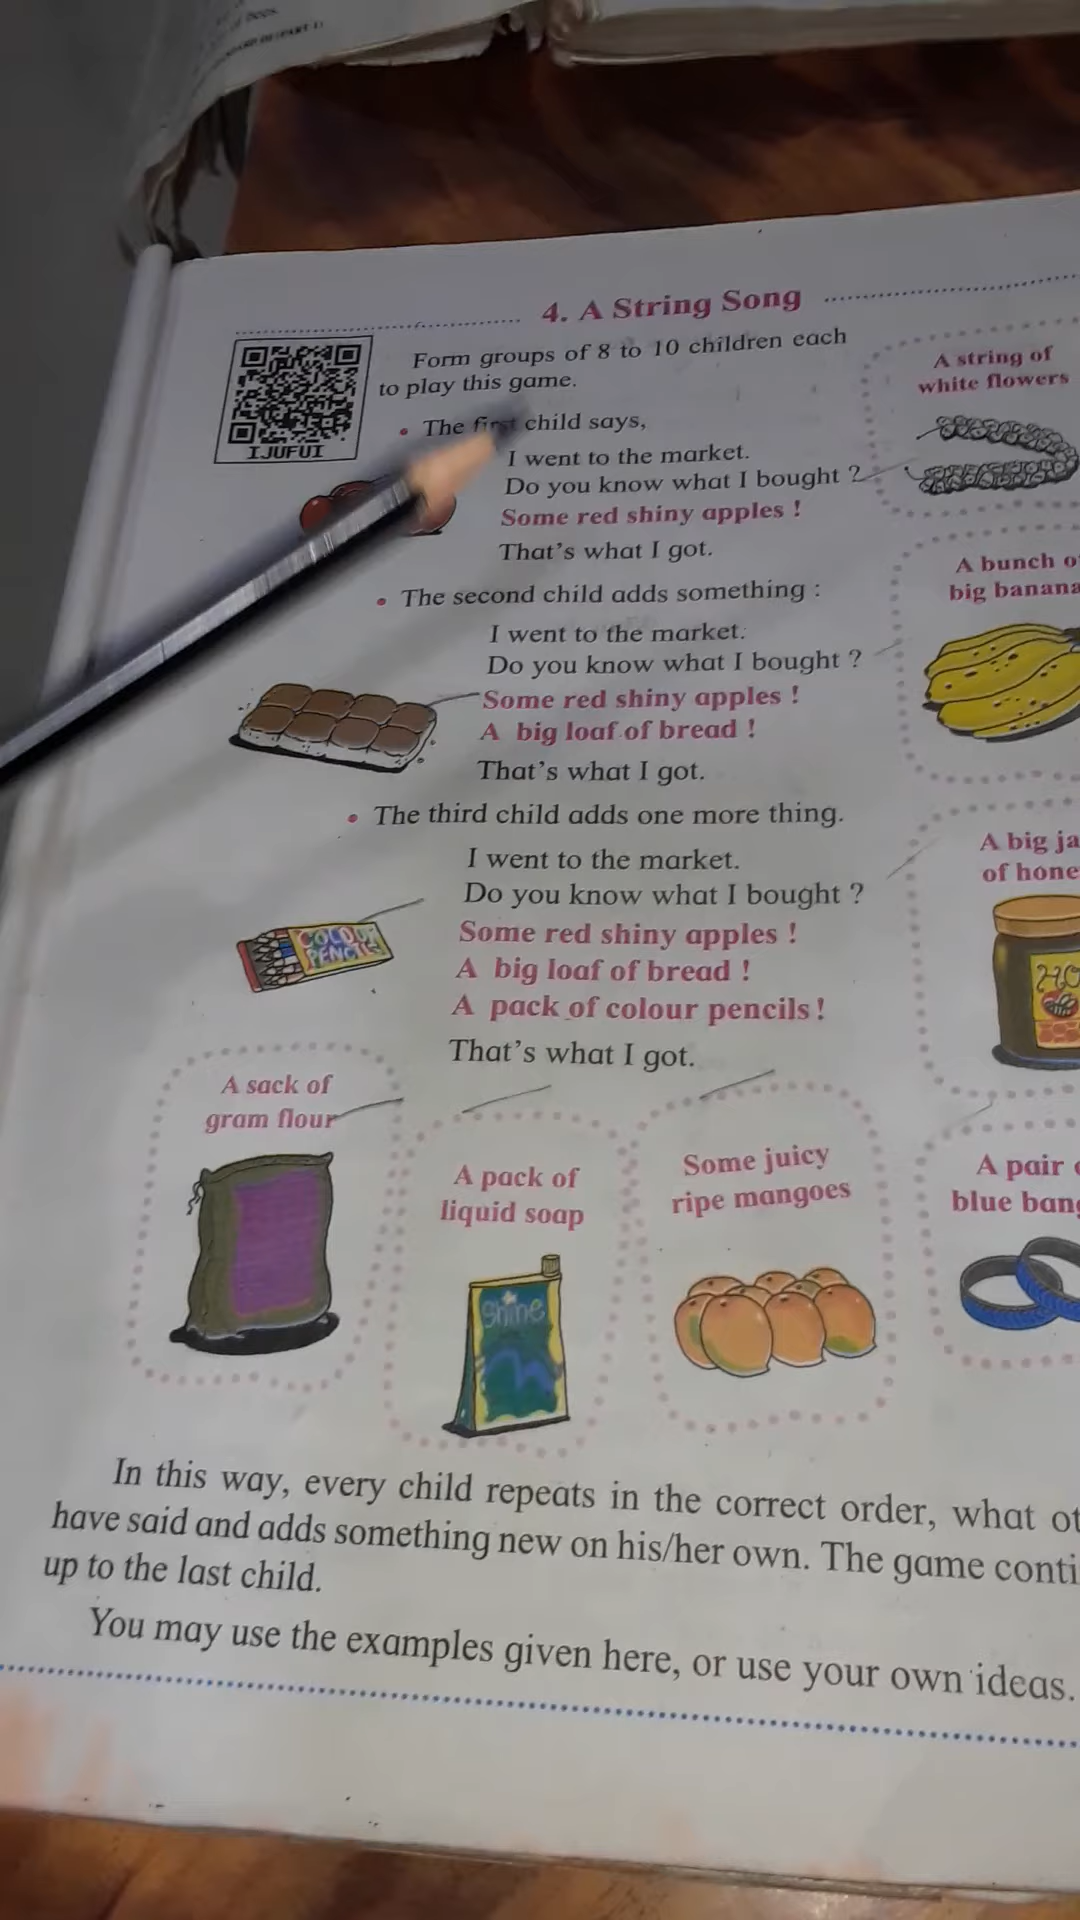 4. A String Song
IJUFUI
Form groups of 8 to 10 children each
to play this game.
• The first child says,
I went to the market.
Do you know what I bought ?
Some red shiny apples !
That's what I got.
• The second child adds something :
I went to the market.
Do you know what I bought ?
Some red shiny apples !
A big loaf of bread !
That's what I got.
• The third child adds one more thing.
I went to the market.
Do you know what I bought ?
Some red shiny apples !
A big loaf of bread !
A pack of colour pencils !
That's what I got.
COLOUR
PENCILS
A string of
white flowers
A bunch
big
A big
of
A sack of
gram flour
A pack of
liquid soap
Shine
Some juicy
ripe mangoes
A pair
blue
In this way, every child repeats in the correct order, what
have said and adds something new on his/her own. The game
up to the last child.
You may use the examples given here, or use your own ideas.